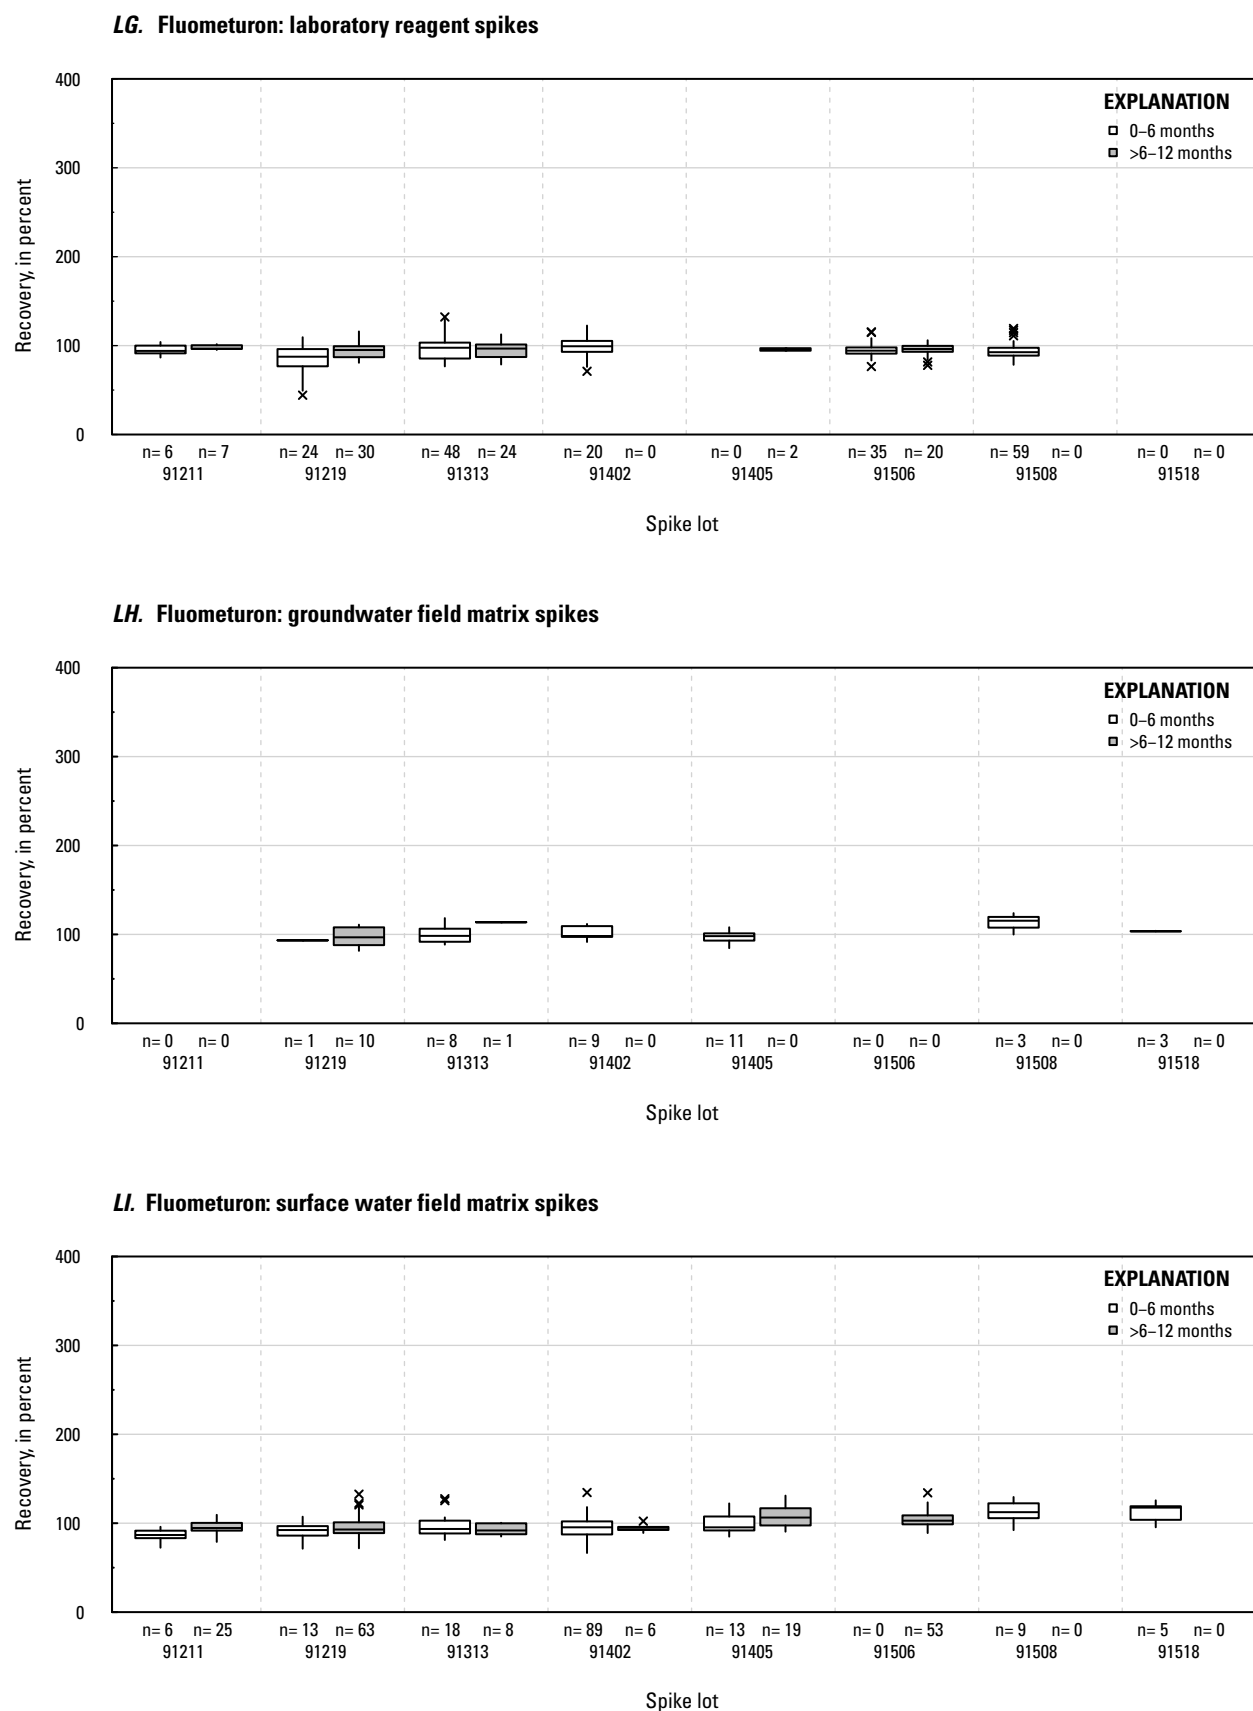 LG. Fluometuron: laboratory reagent spikes
400
EXPLANATION
0–6 months
>6–12 months
300
200
100
0
Recovery, in percent
n= 6 n= 7 n= 24 n= 30 n= 48 n= 24 n= 20 n= 0 n= 0 n= 2 n= 35 n= 20 n= 59 n= 0 n= 0 n= 0
91211 91219 91313 91402 91405 91506 91508 91518
Spike lot
LH. Fluometuron: groundwater field matrix spikes
400
EXPLANATION
0–6 months
>6–12 months
300
200
100
0
Recovery, in percent
n= 0 n= 0 n= 1 n= 10 n= 8 n= 1 n= 9 n= 0 n= 11 n= 0 n= 0 n= 0 n= 3 n= 0 n= 3 n= 0
91211 91219 91313 91402 91405 91506 91508 91518
Spike lot
LI. Fluometuron: surface water field matrix spikes
400
EXPLANATION
0–6 months
>6–12 months
300
200
100
0
Recovery, in percent
n= 6 n= 25 n= 13 n= 63 n= 18 n= 8 n= 89 n= 6 n= 13 n= 19 n= 0 n= 53 n= 9 n= 0 n= 5 n= 0
91211 91219 91313 91402 91405 91506 91508 91518
Spike lot